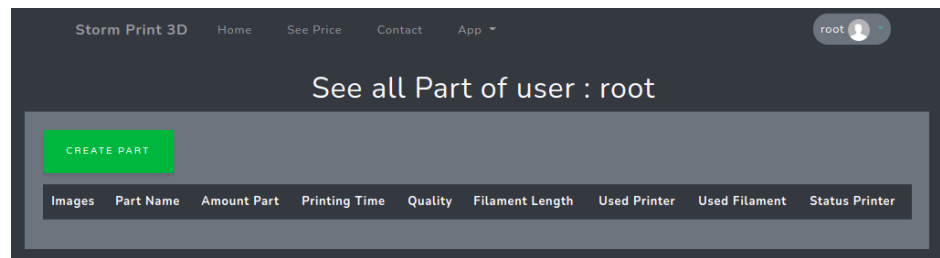 Storm Print 3D Home See Price Contact App root
See all Part of user : root
CREATE PART
Images Part Name Amount Part Printing Time Quality Filament Length Used Printer Used Filament Status Printer